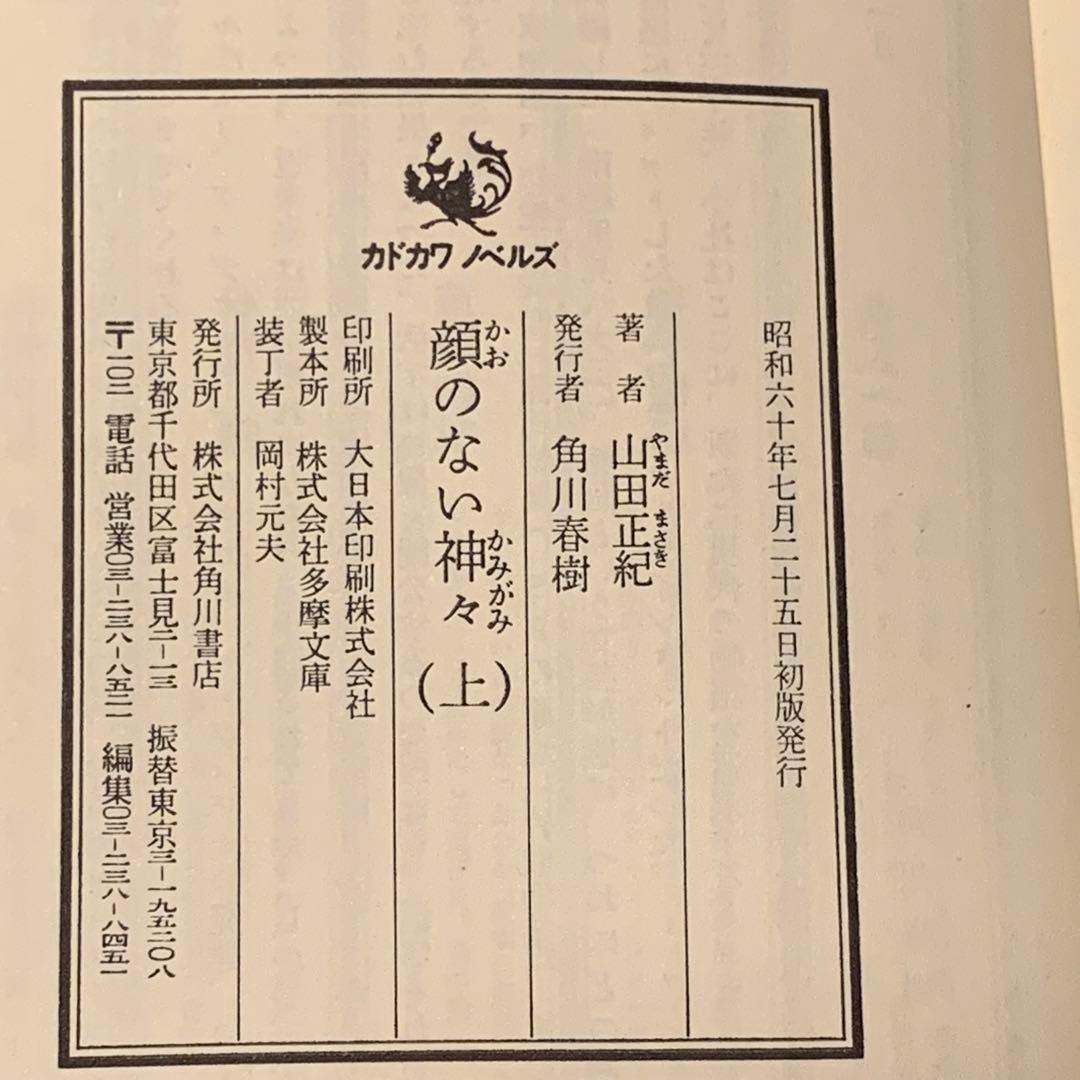 カドカワ ノベルズ
昭和六十年七月二十五日初版発行
著者 山田正紀
やまだ まさき
発行者 角川春樹
顔のない神々(上)
かお かみがみ
印刷所 大日本印刷株式会社
製本所 株式会社多摩文庫
装丁者 岡村元夫
発行所 株式会社角川書店
東京都千代田区富士見二-一三 振替東京三-一九五二〇八
〒一〇二 電話 営業〇三-二三八-八五二一 編集〇三-二三八-八四五一